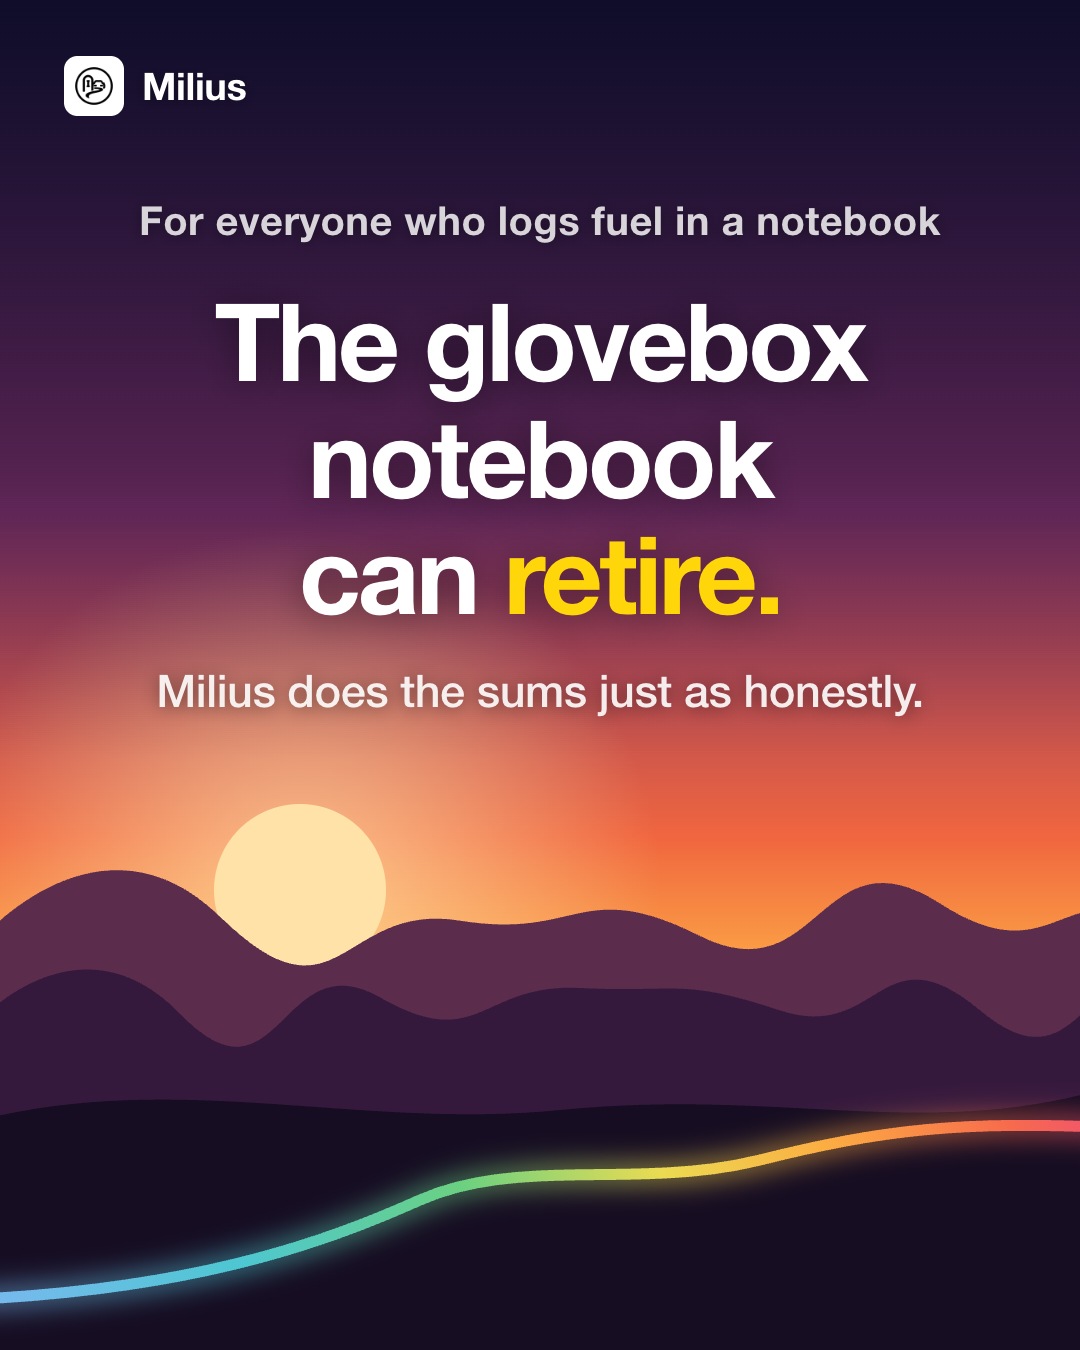 Milius
For everyone who logs fuel in a notebook
The glovebox
notebook
can retire.
Milius does the sums just as honestly.